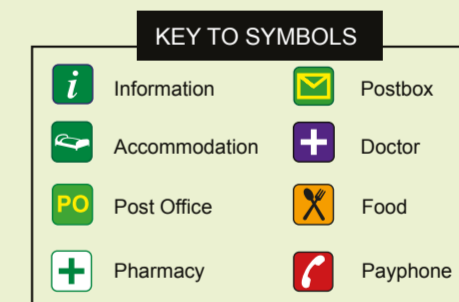 KEY TO SYMBOLS
i Information
Postbox
Accommodation
Doctor
PO Post Office
Food
Pharmacy
Payphone